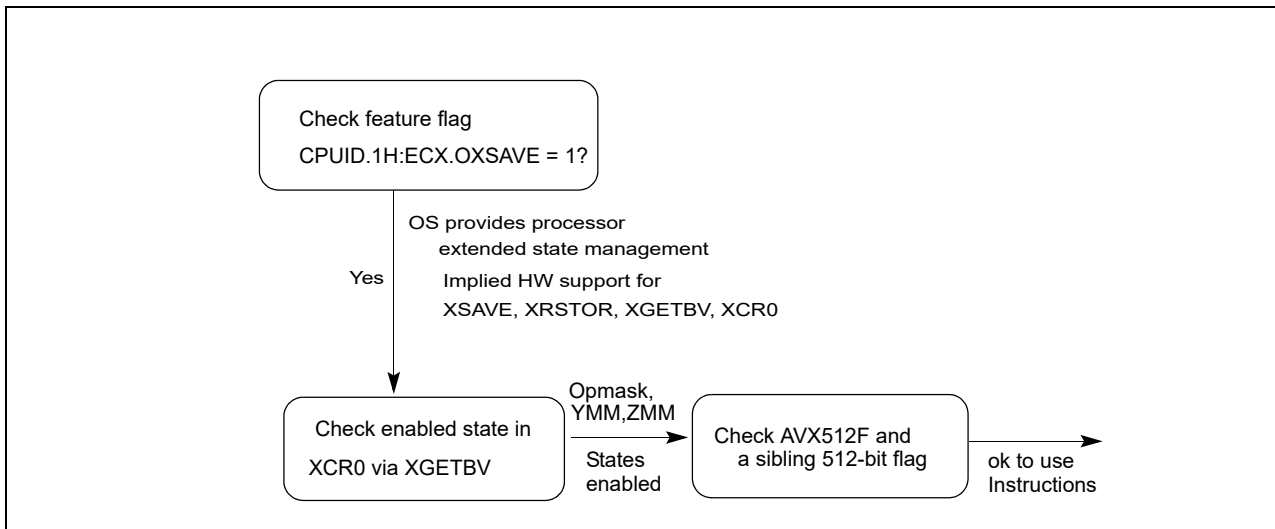 Check feature flag
CPUID.1H:ECX.OXSAVE = 1?
OS provides processor
extended state management
Yes
Implied HW support for
XSAVE, XRSTOR, XGETBV, XCR0
Check enabled state in
XCR0 via XGETBV
Opmask,
YMM,ZMM
States
enabled
Check AVX512F and
a sibling 512-bit flag
ok to use
Instructions